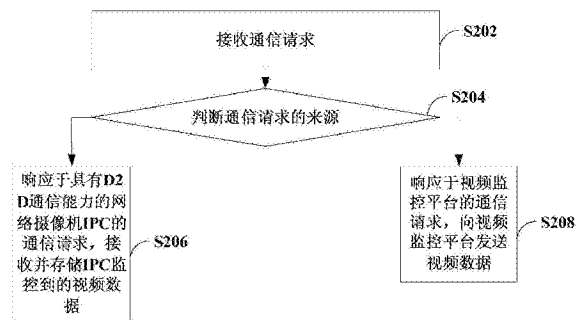 接收通信请求
S202
S204
判断通信请求的来源
响应于具有D2
D通信能力的网
络摄像机IPC的
通信请求，接
收并存储IPC监
控到的视频数
据
S206
响应于视频监
控平台的通信
请求，向视频
监控平台发送
视频数据
S208